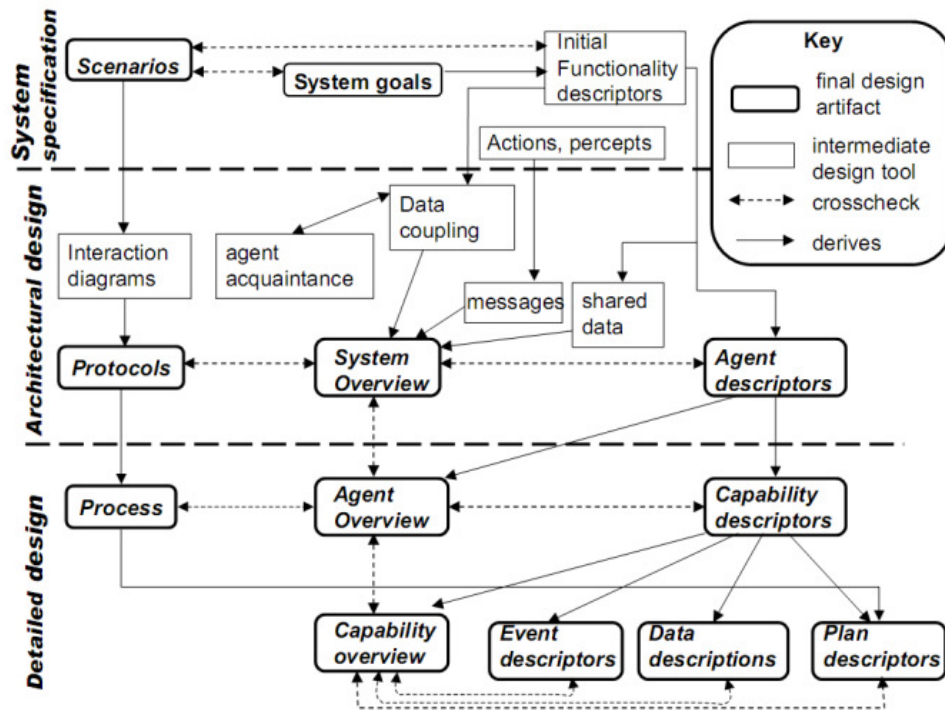 System
specification
Scenarios
System goals
Initial
Functionality
descriptors
Actions, percepts
Key
final design
artifact
intermediate
design tool
crosscheck
derives
Architectural design
Interaction
diagrams
agent
acquaintance
Data
coupling
messages
shared
data
Protocols
System
Overview
Agent
descriptors
Detailed design
Process
Agent
Overview
Capability
descriptors
Capability
overview
Event
descriptors
Data
descriptions
Plan
descriptors